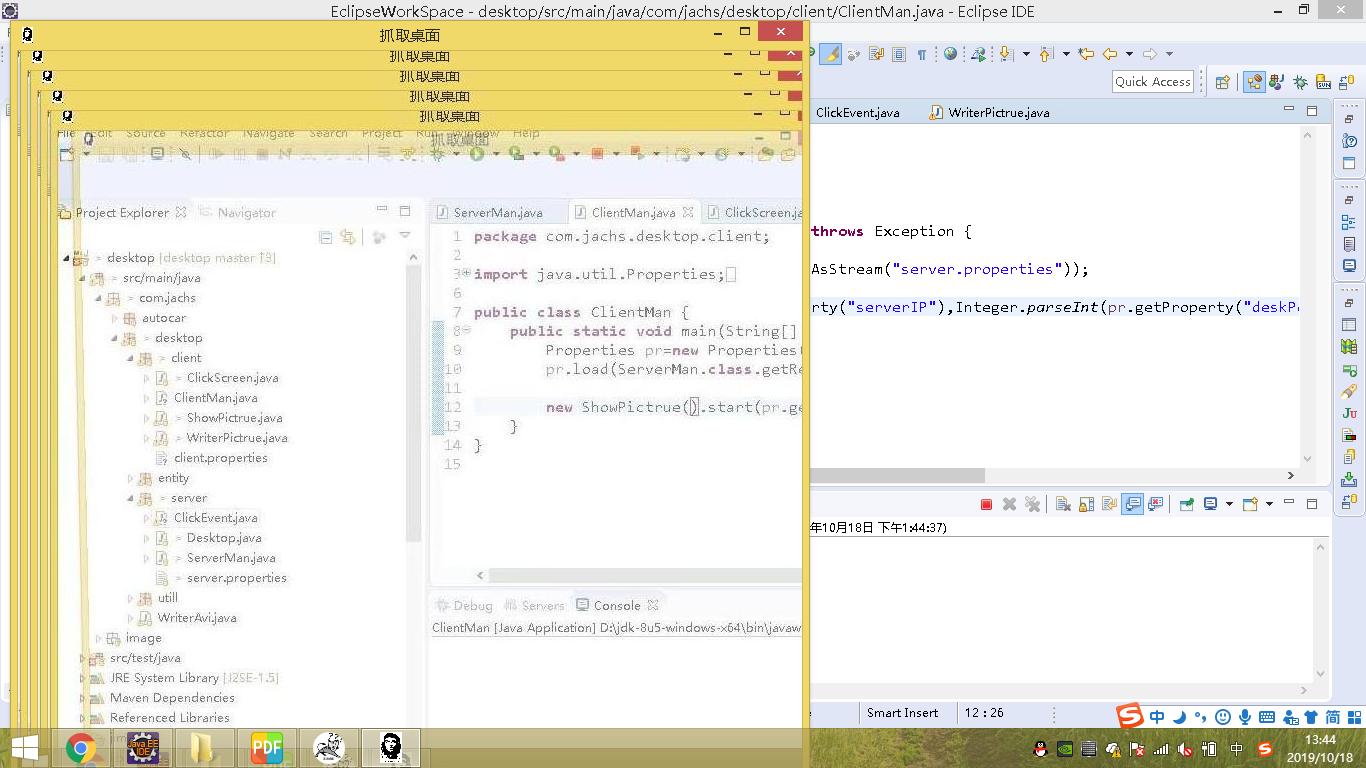 EclipseWorkSpace - desktop/src/main/java/com/jachs/desktop/client/ClientMan.java - Eclipse IDE
抓取桌面
抓取桌面
抓取桌面
抓取桌面
抓取桌面
File Edit Source Refactor Navigate Search Project Run Window Help
抓取桌面
Quick Access
ClickEvent.java WriterPictrue.java
Project Explorer Navigator
ServerMan.java ClientMan.java ClickScreen.ja
desktop [desktop master ↑3]
src/main/java
com.jachs
autocar
desktop
client
ClickScreen.java
ClientMan.java
ShowPictrue.java
WriterPictrue.java
client.properties
entity
server
ClickEvent.java
Desktop.java
ServerMan.java
server.properties
utill
WriterAvi.java
image
src/test/java
JRE System Library [J2SE-1.5]
Maven Dependencies
Referenced Libraries
1 package com.jachs.desktop.client;
2
3 import java.util.Properties;
6
7 public class ClientMan {
8 public static void main(String[] throws Exception {
9 Properties pr=new Properties(
10 pr.load(ServerMan.class.getRe AsStream("server.properties"));
11
12 new ShowPictrue().start(pr.ge rty("serverIP"),Integer.parseInt(pr.getProperty("deskP
13 }
14 }
15
Debug Servers Console
ClientMan [Java Application] D:\jdk-8u5-windows-x64\bin\javaw 年10月18日 下午1:44:37)
Smart Insert 12 : 26
中 简
Java EE IDE
PDF
中
13:44
2019/10/18